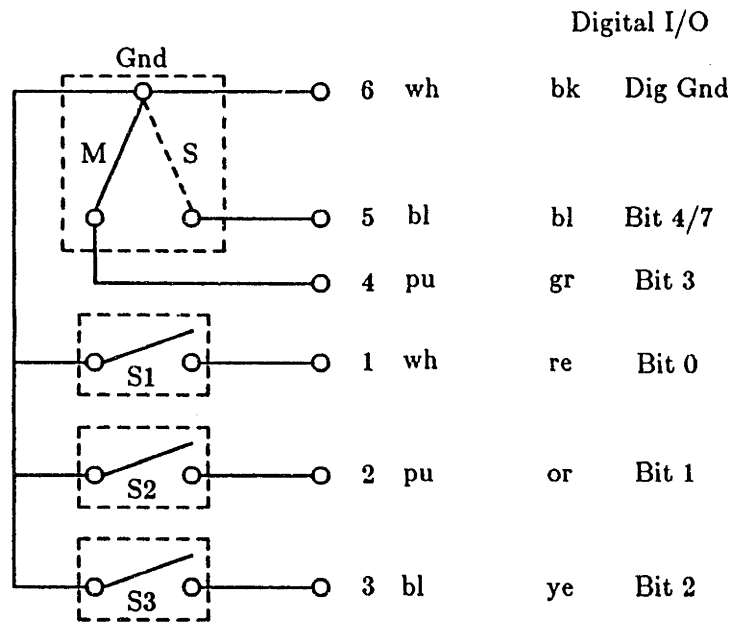 Digital I/O
Gnd
6 wh bk Dig Gnd
M S
5 bl bl Bit 4/7
4 pu gr Bit 3
1 wh re Bit 0
S1
2 pu or Bit 1
S2
3 bl ye Bit 2
S3